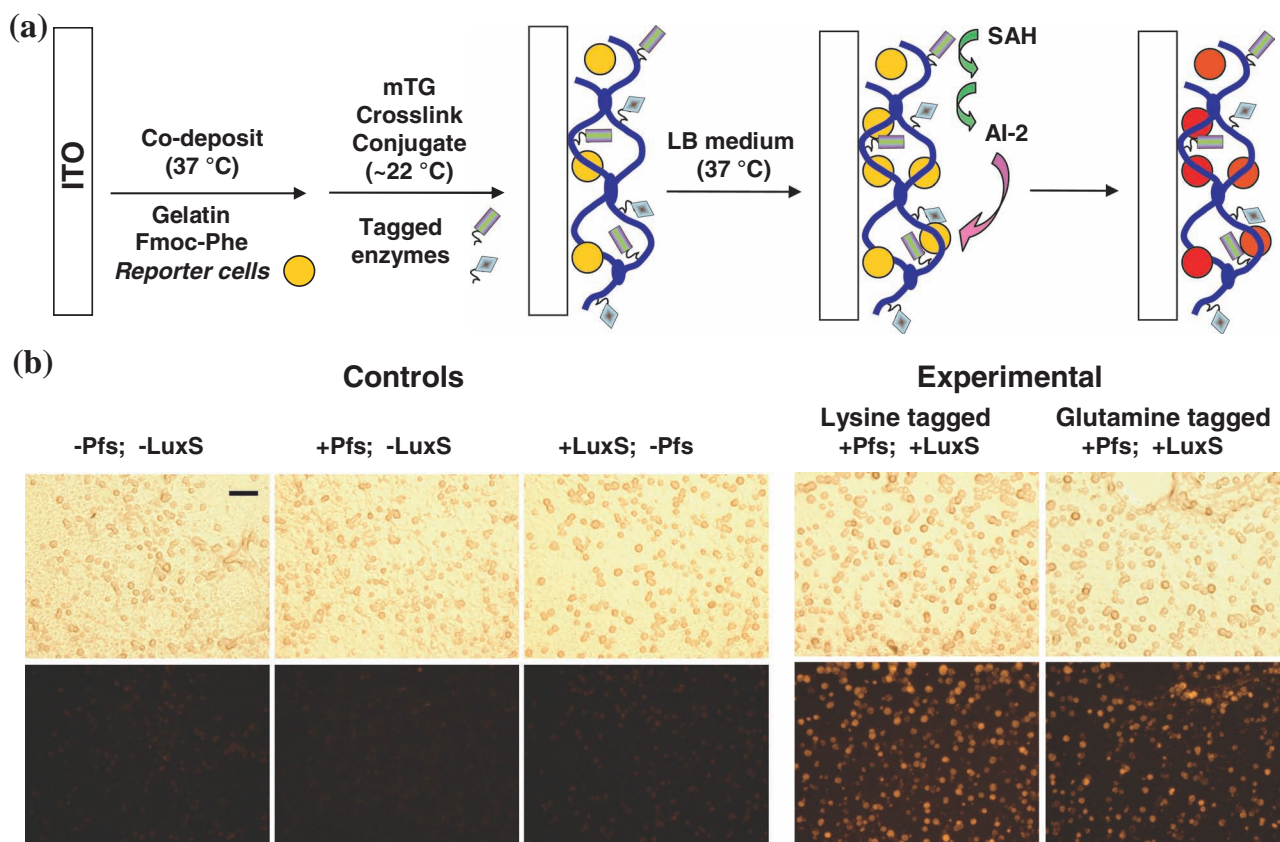 (a)
ITO
Co-deposit
(37 °C)
Gelatin
Fmoc-Phe
Reporter cells
mTG
Crosslink
Conjugate
(~22 °C)
Tagged
enzymes
LB medium
(37 °C)
SAH
AI-2
(b)
Controls
Experimental
-Pfs; -LuxS
+Pfs; -LuxS
+LuxS; -Pfs
Lysine tagged
+Pfs; +LuxS
Glutamine tagged
+Pfs; +LuxS